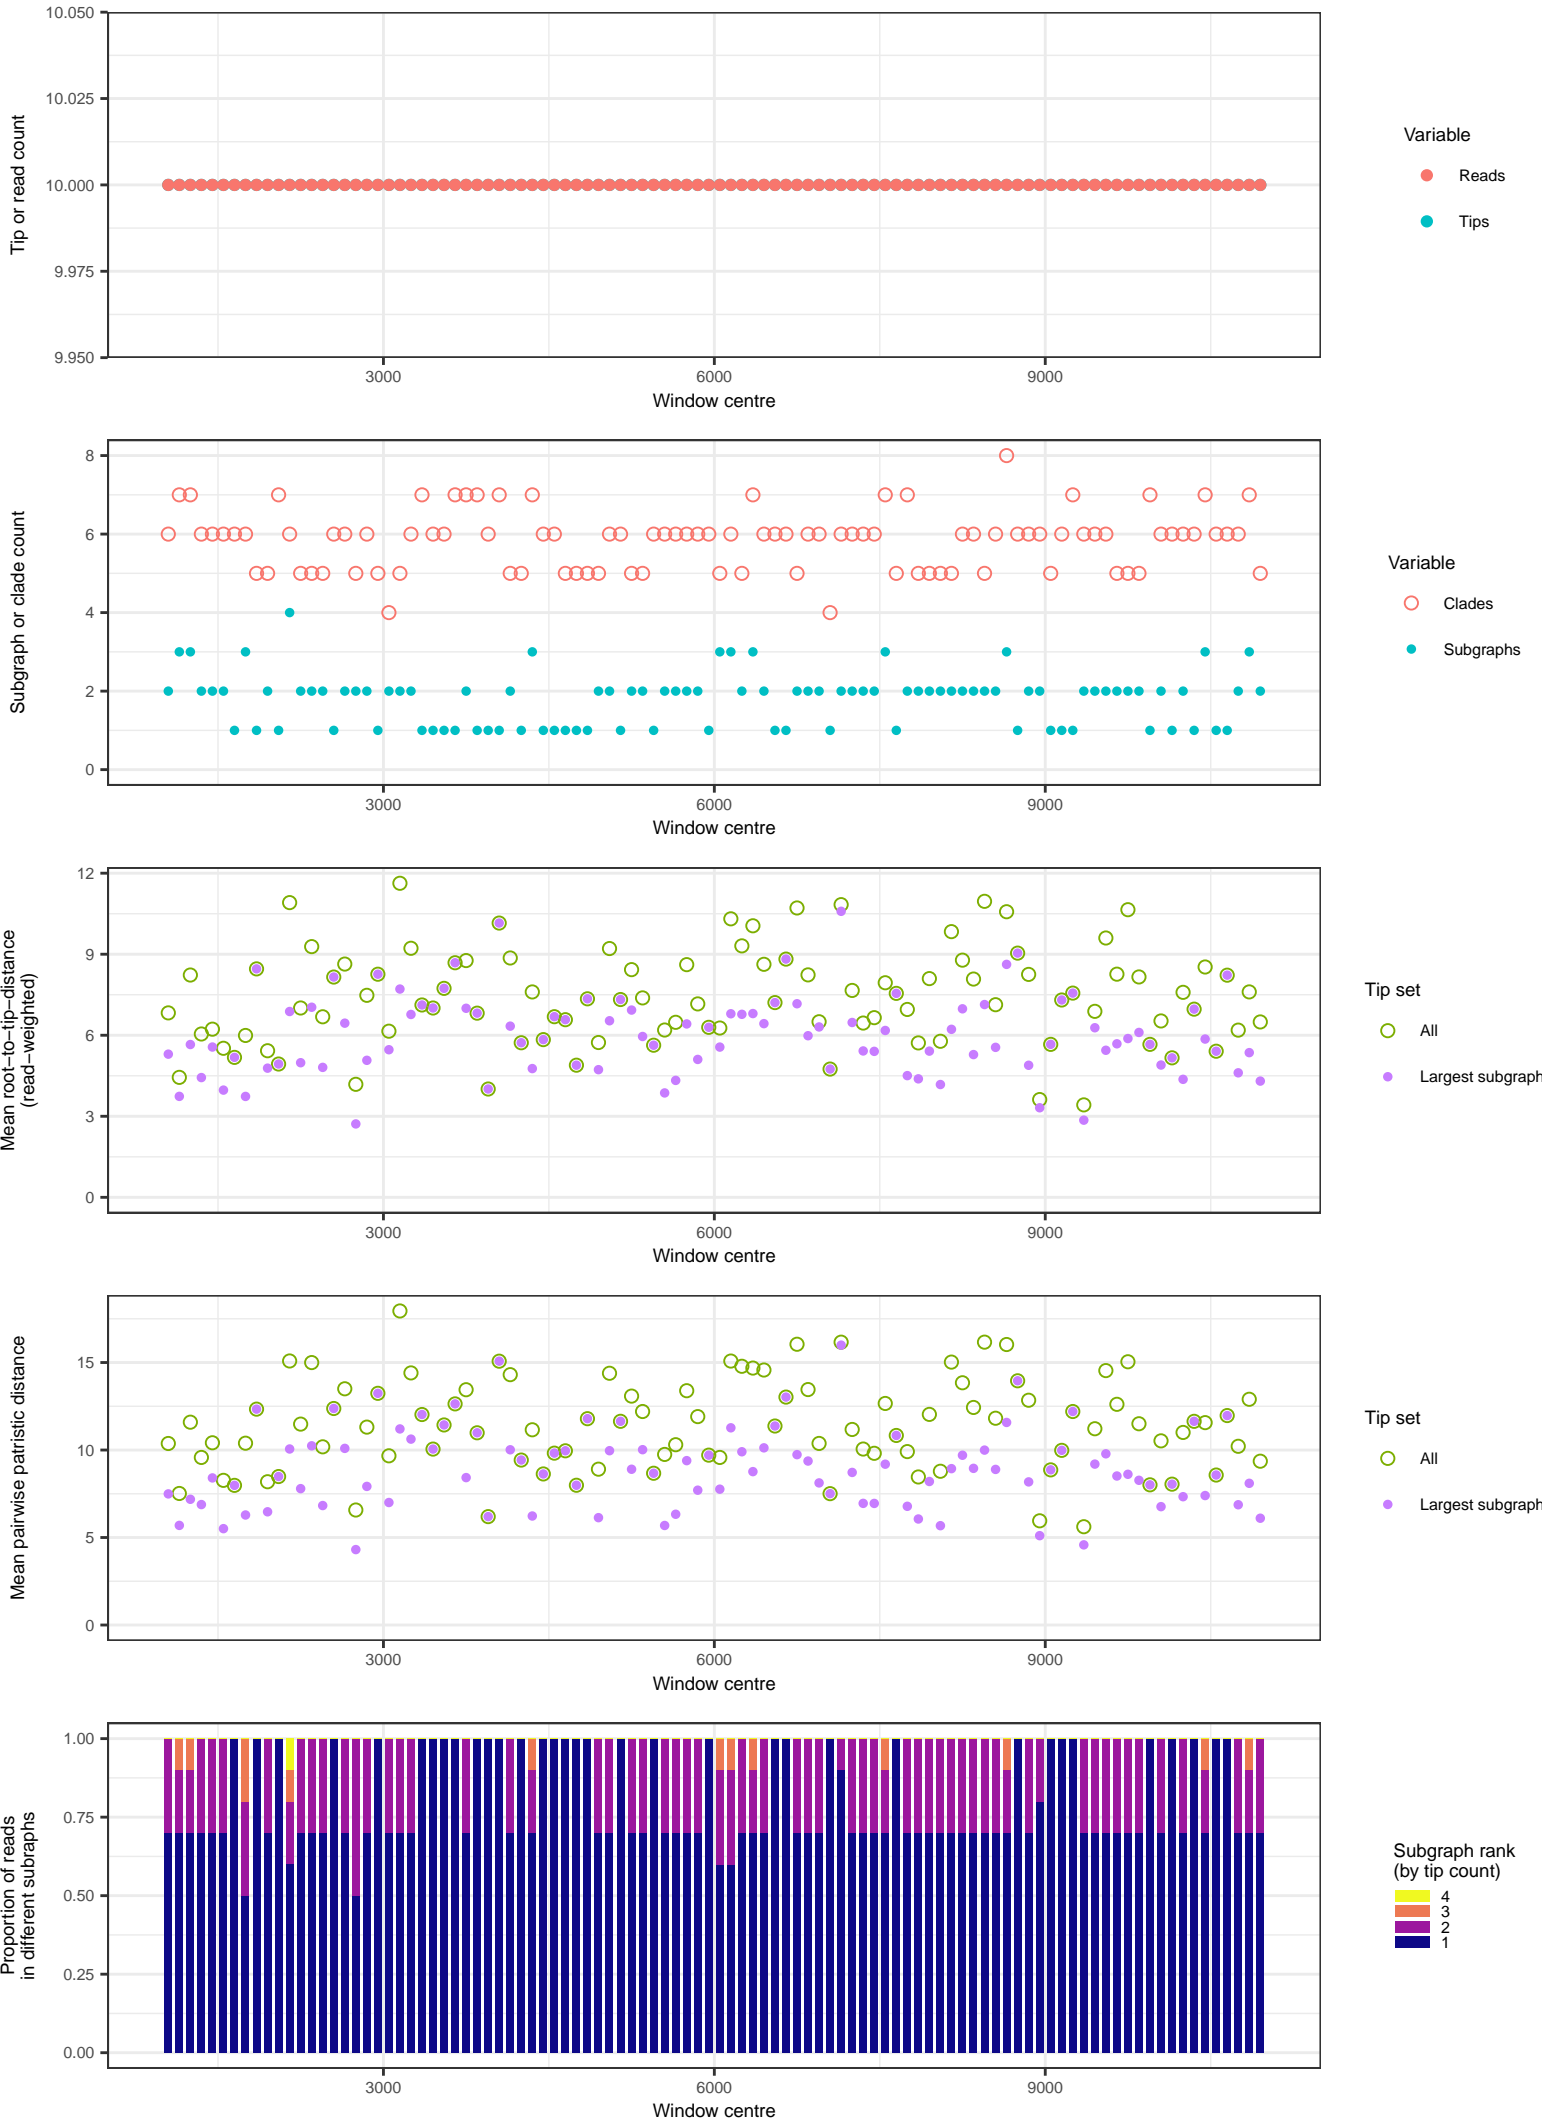 10.050
10.025
10.000
9.975
9.950
Tip or read count
3000
6000
9000
Window centre
Variable
Reads
Tips
8
6
4
2
0
Subgraph or clade count
3000
6000
9000
Window centre
Variable
Clades
Subgraphs
12
9
6
3
0
Mean root−to−tip−distance
(read−weighted)
3000
6000
9000
Window centre
Tip set
All
Largest subgraph
15
10
5
0
Mean pairwise patristic distance
3000
6000
9000
Window centre
Tip set
All
Largest subgraph
1.00
0.75
0.50
0.25
0.00
Proportion of reads
in different subraphs
3000
6000
9000
Window centre
Subgraph rank
(by tip count)
4
3
2
1